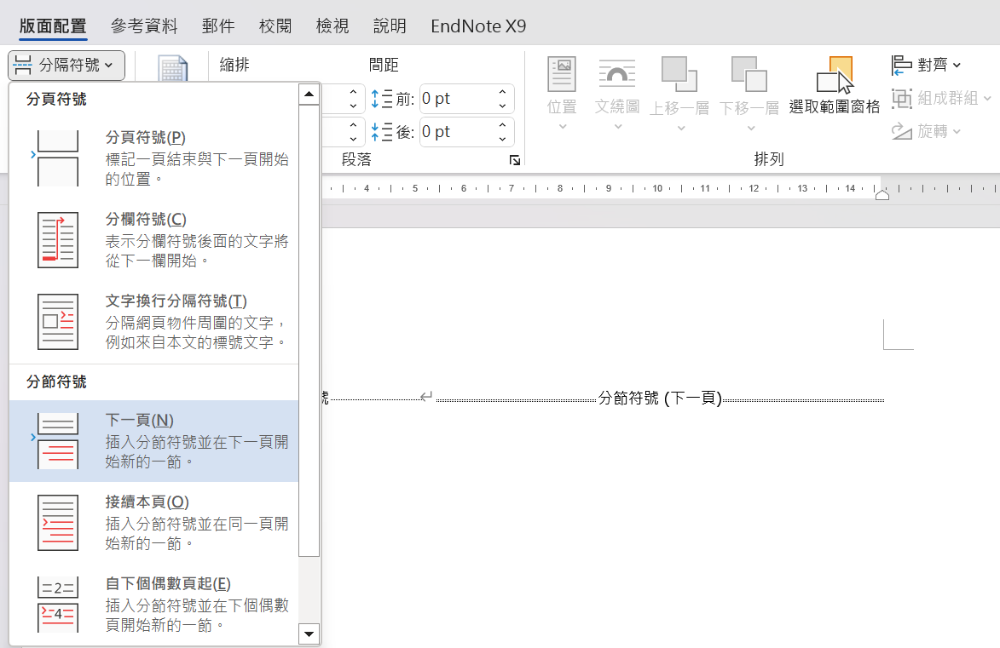 版面配置 參考資料 郵件 校閱 檢視 說明 EndNote X9
分隔符號 縮排 間距 對齊
前: 0 pt 位置 文繞圖 上移一層 下移一層 選取範圍窗格 組成群組
後: 0 pt 旋轉
段落 排列
4 5 6 7 8 9 10 11 12 13 14
分頁符號
分頁符號(P)
標記一頁結束與下一頁開始
的位置。
分欄符號(C)
表示分欄符號後面的文字將
從下一欄開始。
文字換行分隔符號(T)
分隔網頁物件周圍的文字，
例如來自本文的標號文字。
分節符號
下一頁(N)
插入分節符號並在下一頁開
始新的一節。
接續本頁(O)
插入分節符號並在同一頁開
始新的一節。
自下個偶數頁起(E)
插入分節符號並在下個偶數
頁開始新的一節。
2
4
號 分節符號 (下一頁)